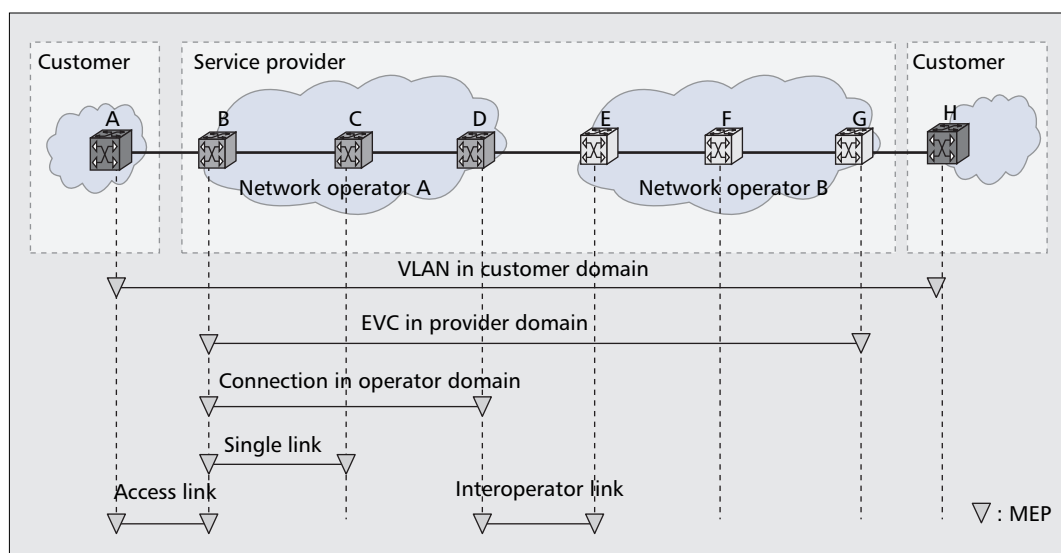 Customer
Service provider
Customer
A
B
C
D
E
F
G
H
Network operator A
Network operator B
VLAN in customer domain
EVC in provider domain
Connection in operator domain
Single link
Access link
Interoperator link
: MEP